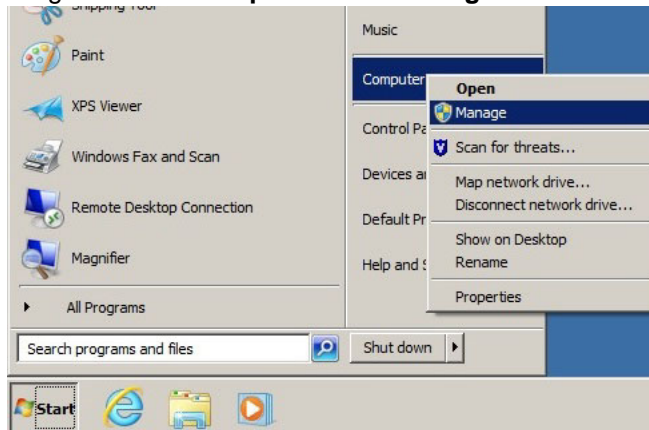 Snipping Tool
Paint
XPS Viewer
Windows Fax and Scan
Remote Desktop Connection
Magnifier
All Programs
Search programs and files
Music
Computer
Control Pa
Devices a
Default Pr
Help and S
Shut down
Open
Manage
Scan for threats...
Map network drive...
Disconnect network drive...
Show on Desktop
Rename
Properties
Start